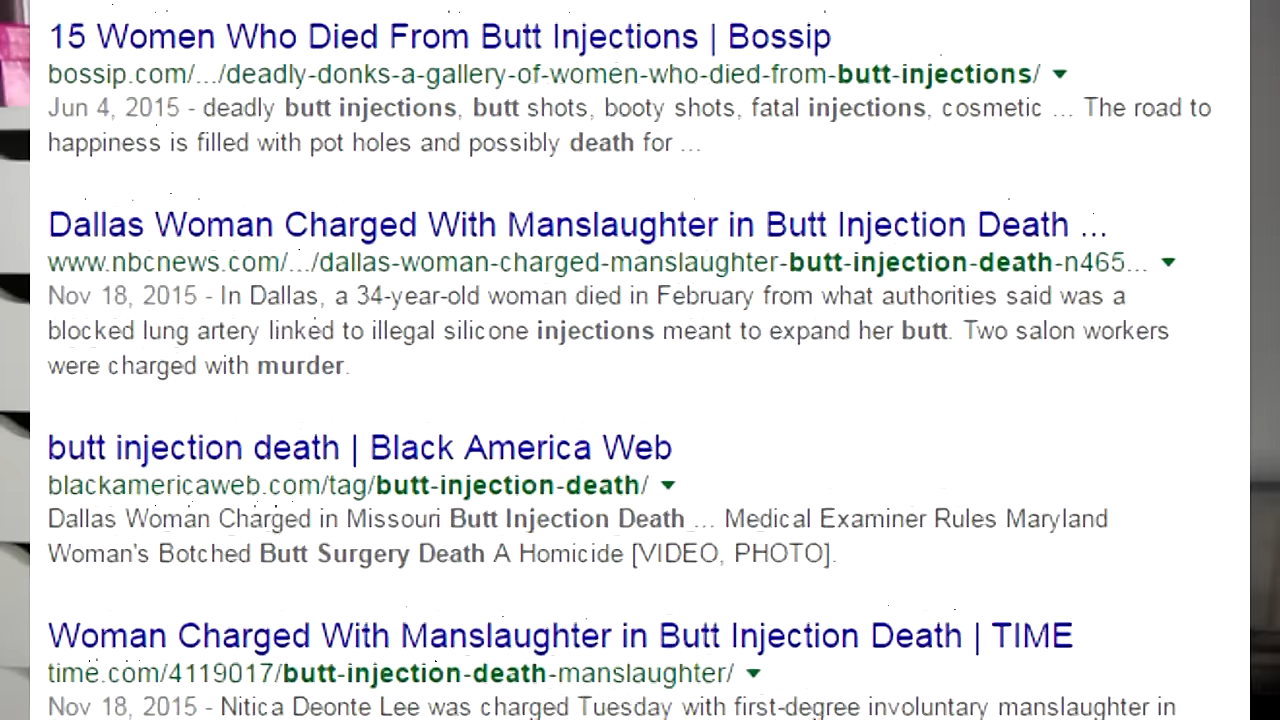 15 Women Who Died From Butt Injections | Bossip
bossip.com/.../deadly-donks-a-gallery-of-women-who-died-from-butt-injections/
Jun 4, 2015 - deadly butt injections, butt shots, booty shots, fatal injections, cosmetic ... The road to
happiness is filled with pot holes and possibly death for ...
Dallas Woman Charged With Manslaughter in Butt Injection Death ...
www.nbcnews.com/.../dallas-woman-charged-manslaughter-butt-injection-death-n465...
Nov 18, 2015 - In Dallas, a 34-year-old woman died in February from what authorities said was a
blocked lung artery linked to illegal silicone injections meant to expand her butt. Two salon workers
were charged with murder.
butt injection death | Black America Web
blackamericaweb.com/tag/butt-injection-death/
Dallas Woman Charged in Missouri Butt Injection Death ... Medical Examiner Rules Maryland
Woman's Botched Butt Surgery Death A Homicide [VIDEO, PHOTO].
Woman Charged With Manslaughter in Butt Injection Death | TIME
time.com/4119017/butt-injection-death-manslaughter/
Nov 18, 2015 - Nitica Deonte Lee was charged Tuesday with first-degree involuntary manslaughter in